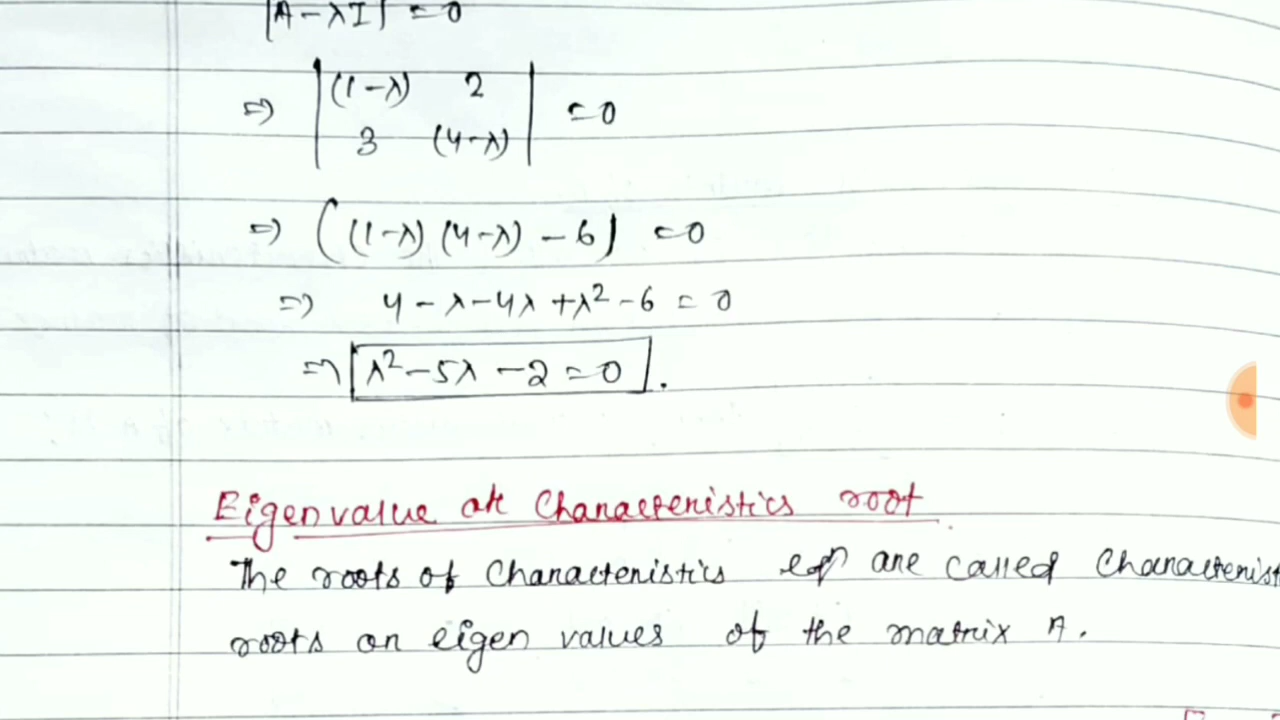 |A-λI| = 0
⇒ | (1-λ) 2 | = 0
| 3 (4-λ) |
⇒ ((1-λ) (4-λ) - 6) = 0
⇒ 4 - λ - 4λ + λ² - 6 = 0
⇒ λ² - 5λ - 2 = 0.
Eigenvalue or Characteristics root
The roots of Characteristics eqn are called Characterist
roots or eigen values of the matrix A.